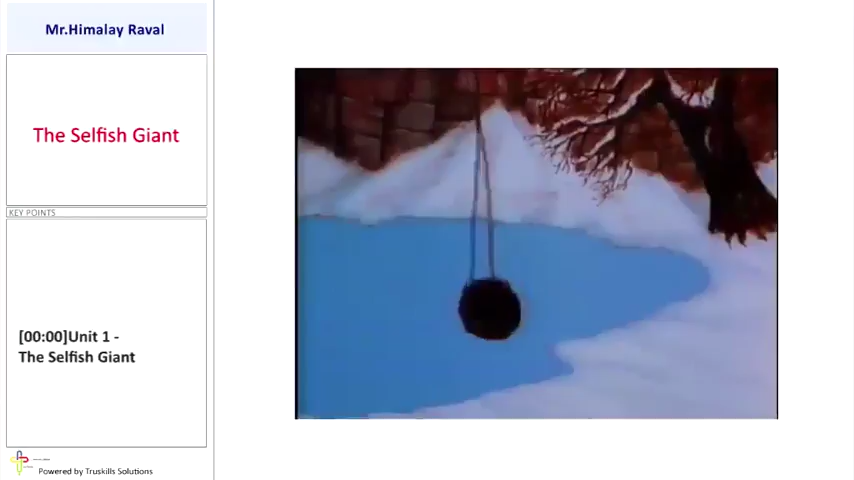 Mr.Himalay Raval
The Selfish Giant
KEY POINTS
[00:00]Unit 1 -
The Selfish Giant
Powered by Truskills Solutions